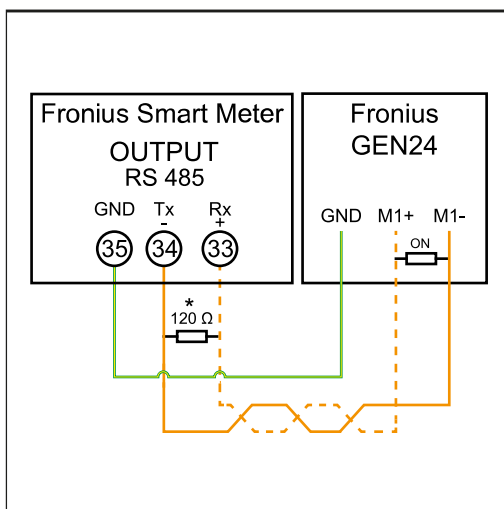 Fronius Smart Meter
OUTPUT
RS 485
GND Tx Rx
- +
35 34 33
*
120 Ω
Fronius
GEN24
GND M1+ M1-
ON